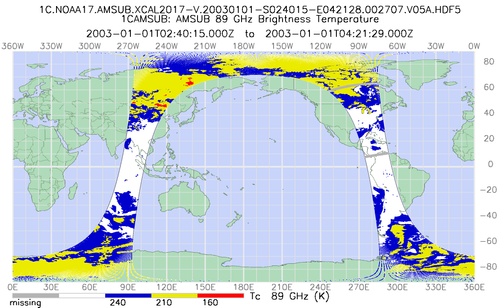 1C.NOAA17.AMSUB.XCAL2017-V.20030101-S024015-E042128.002707.V05A.HDF5
1CAMSUB: AMSUB 89 GHz Brightness Temperature
2003-01-01T02:40:15.000Z to 2003-01-01T04:21:29.000Z
360W 330W 300W 270W 240W 210W 180W 150W 120W 90W 60W 30W 0W
80
60
40
20
0
-20
-40
-60
-80
0E 30E 60E 90E 120E 150E 180E 210E 240E 270E 300E 330E 360E
missing 240 210 160 Tc 89 GHz (K)